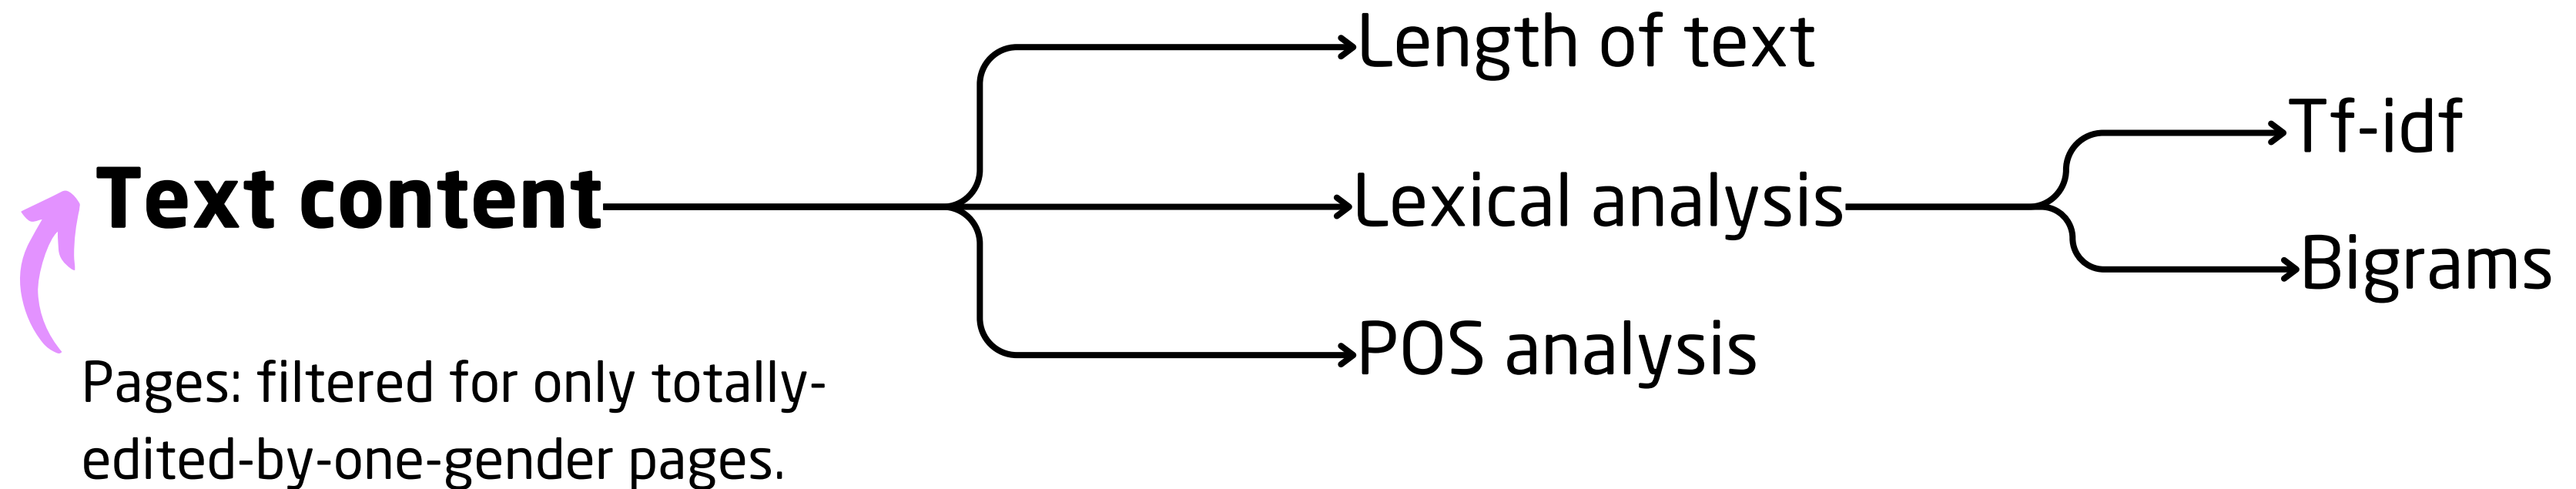 Length of text
Tf-idf
Text content
Lexical analysis
Bigrams
POS analysis
Pages: filtered for only totally-
edited-by-one-gender pages.